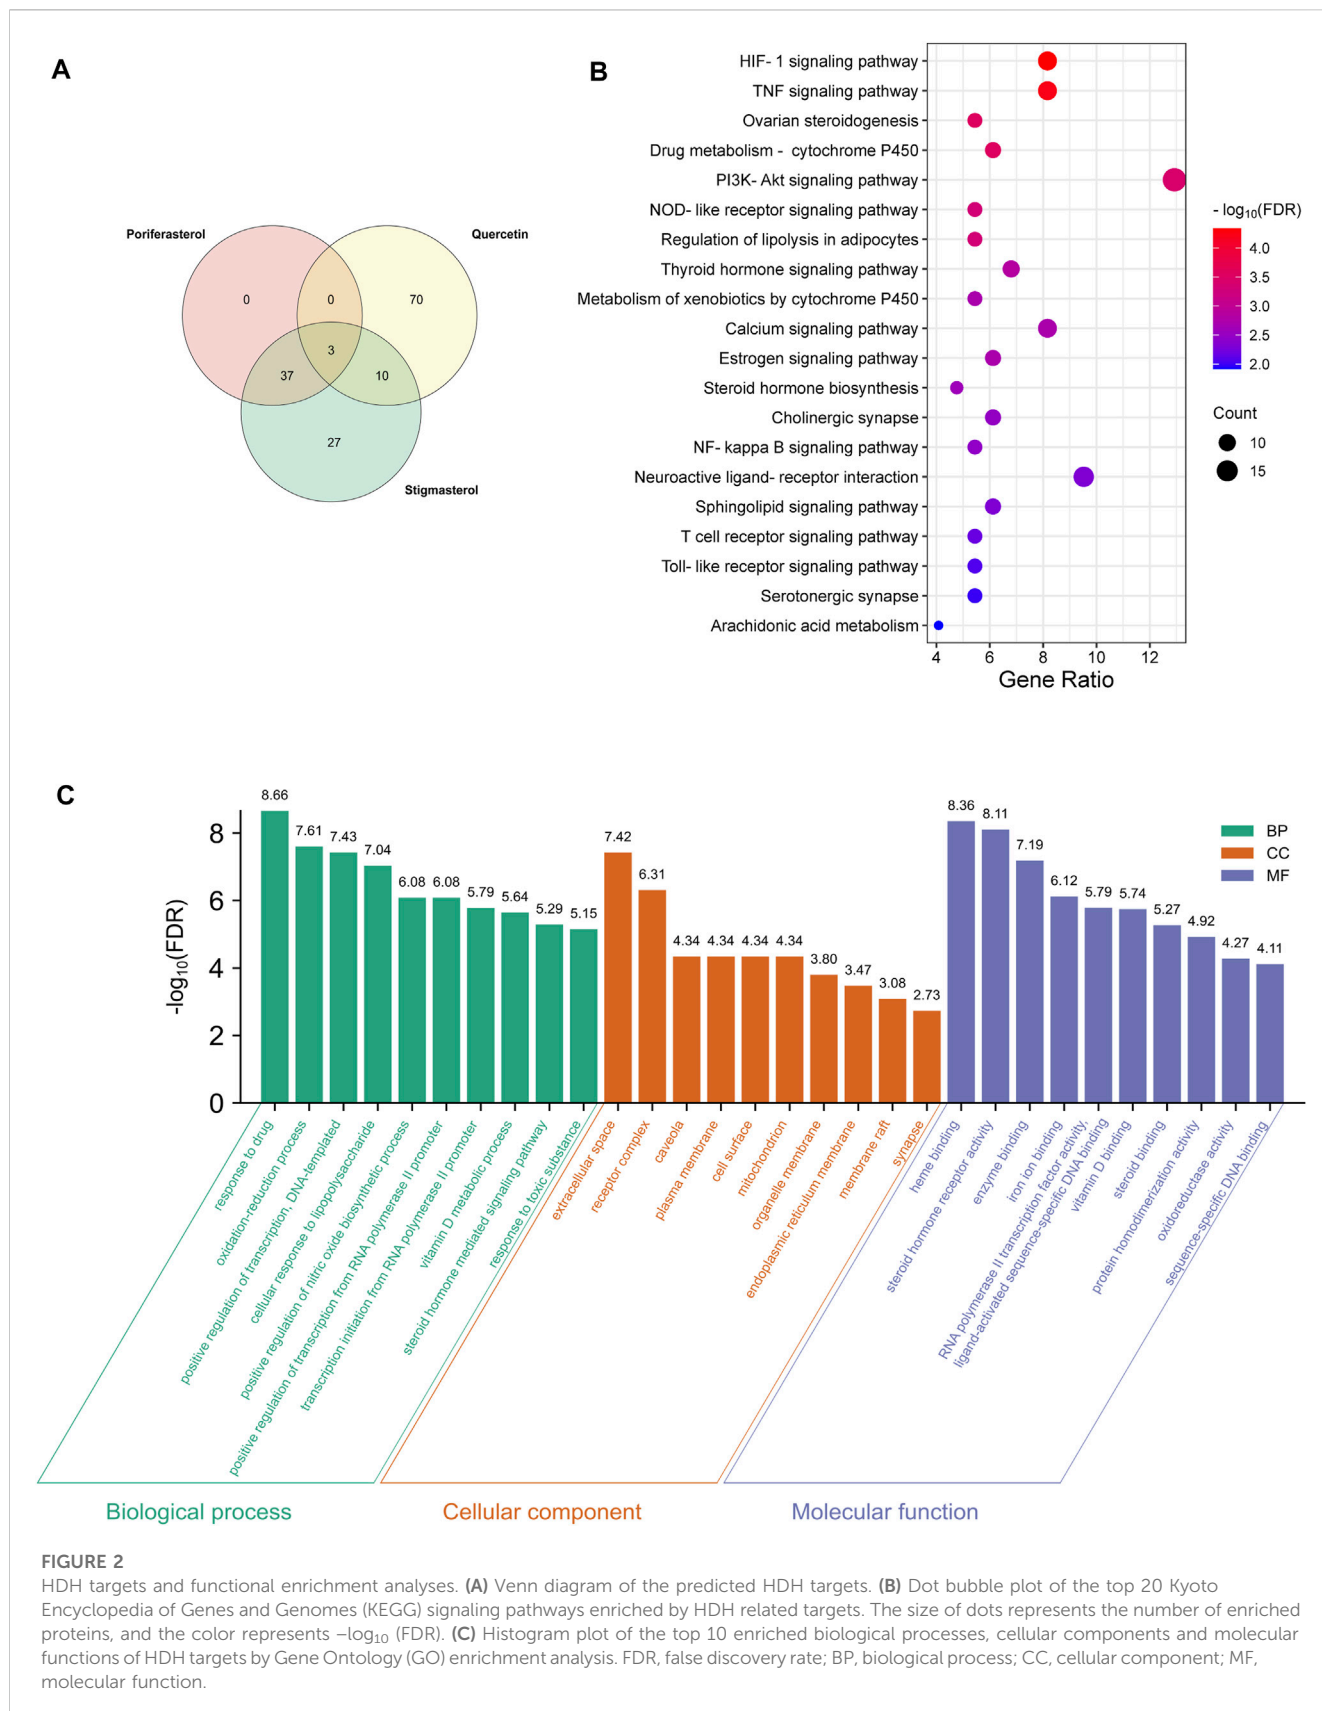 A
Poriferasterol
Quercetin
0
0
70
3
37
10
27
Stigmasterol
B
HIF- 1 signaling pathway
TNF signaling pathway
Ovarian steroidogenesis
Drug metabolism - cytochrome P450
PI3K- Akt signaling pathway
NOD- like receptor signaling pathway
Regulation of lipolysis in adipocytes
Thyroid hormone signaling pathway
Metabolism of xenobiotics by cytochrome P450
Calcium signaling pathway
Estrogen signaling pathway
Steroid hormone biosynthesis
Cholinergic synapse
NF- kappa B signaling pathway
Neuroactive ligand- receptor interaction
Sphingolipid signaling pathway
T cell receptor signaling pathway
Toll- like receptor signaling pathway
Serotonergic synapse
Arachidonic acid metabolism
4 6 8 10 12
Gene Ratio
- log10(FDR)
4.0
3.5
3.0
2.5
2.0
Count
10
15
C
-log10(FDR)
8
6
4
2
0
8.66
7.61
7.43
7.04
6.08
6.08
5.79
5.64
5.29
5.15
7.42
6.31
4.34
4.34
4.34
4.34
3.80
3.47
3.08
2.73
8.36
8.11
7.19
6.12
5.79
5.74
5.27
4.92
4.27
4.11
BP
CC
MF
response to drug
oxidation-reduction process
positive regulation of transcription, DNA-templated
cellular response to lipopolysaccharide
positive regulation of nitric oxide biosynthetic process
positive regulation of transcription from RNA polymerase II promoter
transcription initiation from RNA polymerase II promoter
vitamin D metabolic process
steroid hormone mediated signaling pathway
response to toxic substance
extracellular space
receptor complex
caveola
plasma membrane
cell surface
mitochondrion
organelle membrane
endoplasmic reticulum membrane
membrane raft
synapse
heme binding
steroid hormone receptor activity
enzyme binding
iron ion binding
RNA polymerase II transcription factor activity,
ligand-activated sequence-specific DNA binding
vitamin D binding
steroid binding
protein homodimerization activity
oxidoreductase activity
sequence-specific DNA binding
Biological process
Cellular component
Molecular function
FIGURE 2
HDH targets and functional enrichment analyses. (A) Venn diagram of the predicted HDH targets. (B) Dot bubble plot of the top 20 Kyoto
Encyclopedia of Genes and Genomes (KEGG) signaling pathways enriched by HDH related targets. The size of dots represents the number of enriched
proteins, and the color represents –log10 (FDR). (C) Histogram plot of the top 10 enriched biological processes, cellular components and molecular
functions of HDH targets by Gene Ontology (GO) enrichment analysis. FDR, false discovery rate; BP, biological process; CC, cellular component; MF,
molecular function.